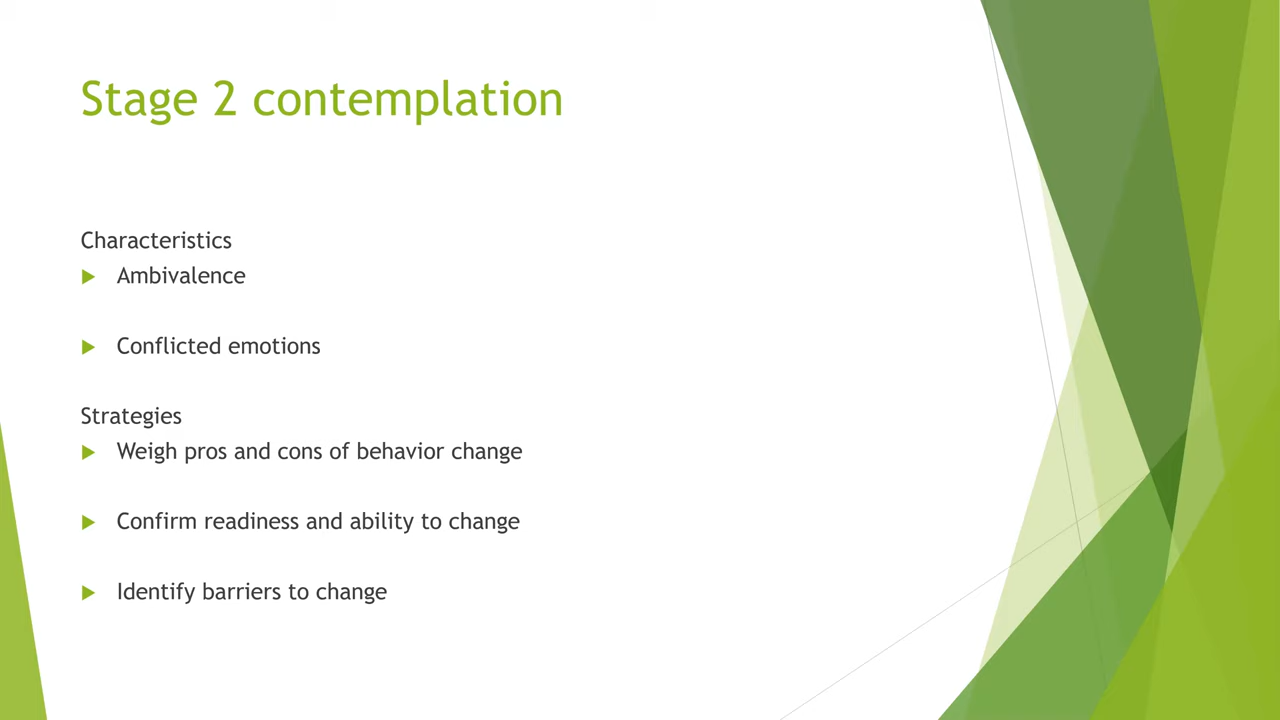 Stage 2 contemplation
Characteristics
Ambivalence
Conflicted emotions
Strategies
Weigh pros and cons of behavior change
Confirm readiness and ability to change
Identify barriers to change